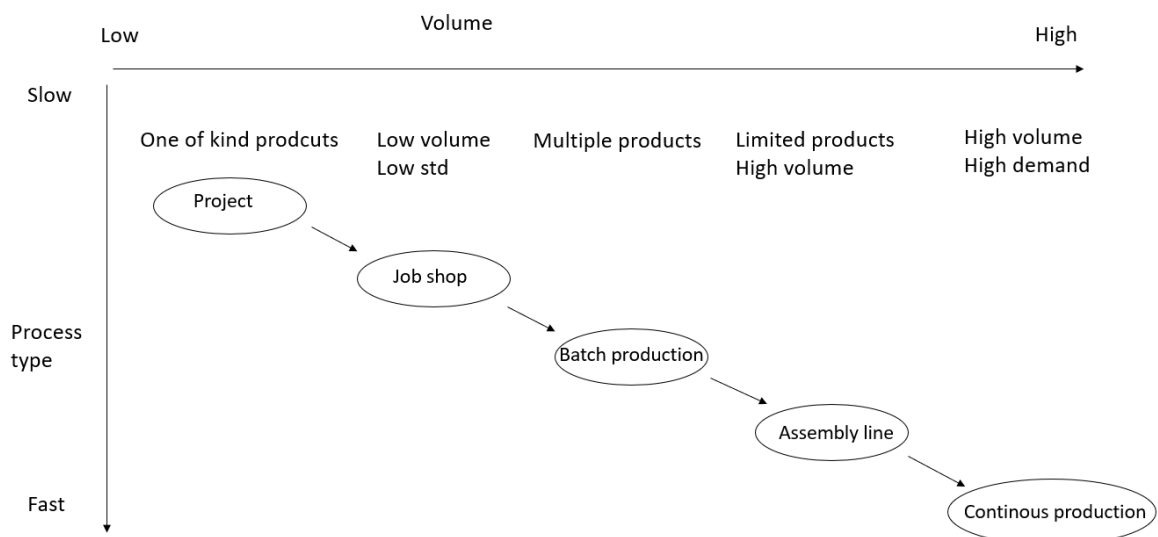 Volume
Low
High
Slow
One of kind prodcuts
Low volume
Low std
Multiple products
Limited products
High volume
High volume
High demand
Project
Job shop
Process
type
Batch production
Assembly line
Fast
Continous production